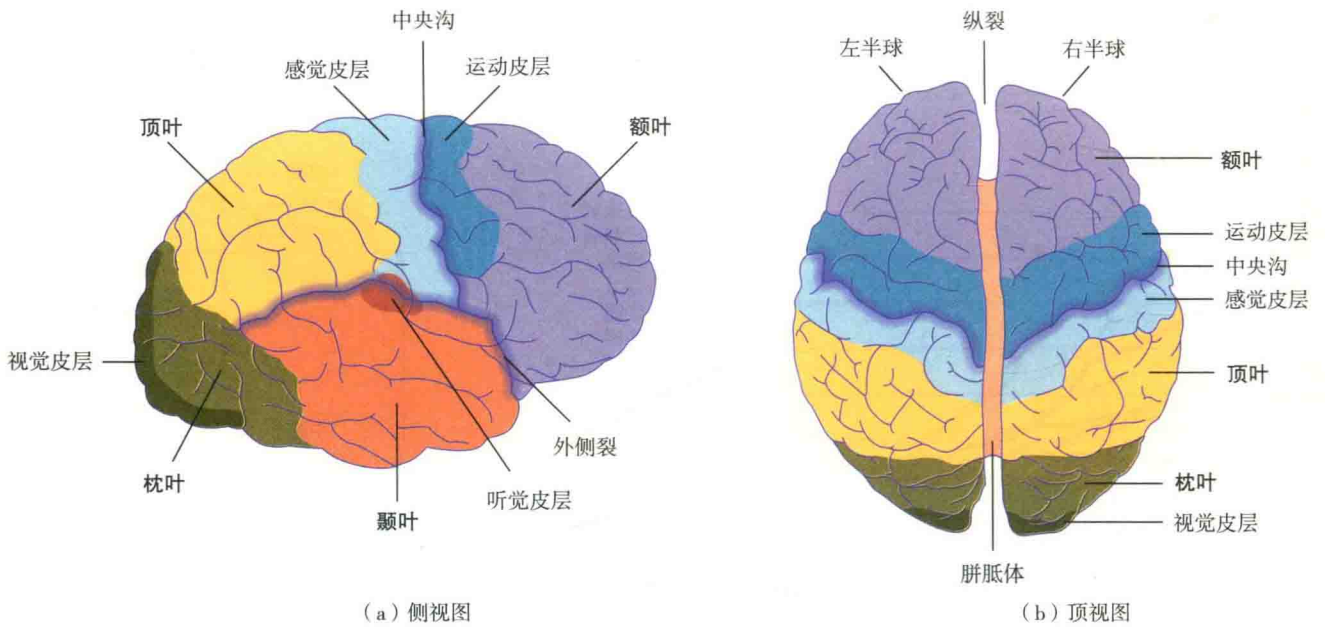 中央沟
感觉皮层
运动皮层
顶叶
额叶
视觉皮层
枕叶
颞叶
听觉皮层
外侧裂
(a)侧视图
纵裂
左半球
右半球
额叶
运动皮层
中央沟
感觉皮层
顶叶
枕叶
视觉皮层
胼胝体
(b)顶视图